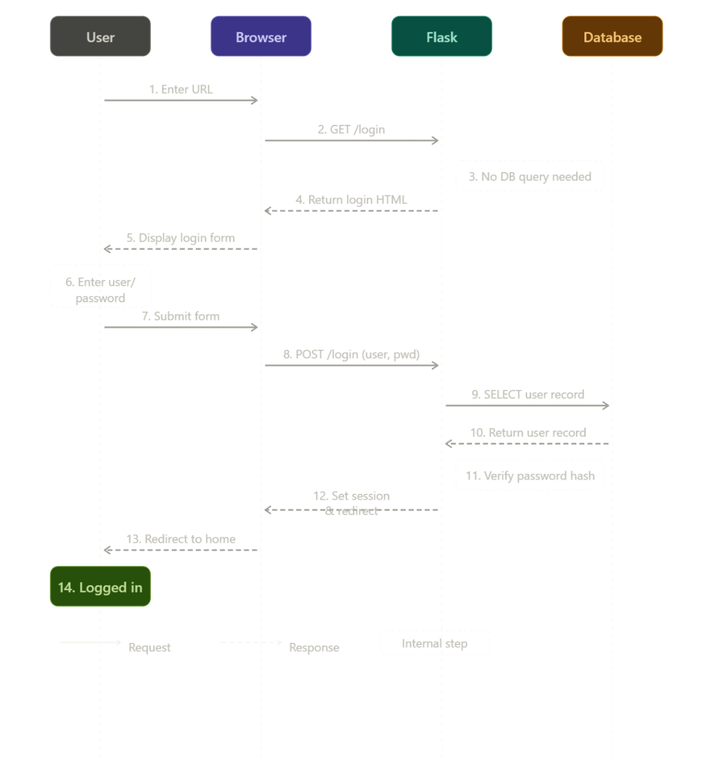 User
Browser
Flask
Database
1. Enter URL
2. GET /login
3. No DB query needed
4. Return login HTML
5. Display login form
6. Enter user/
password
7. Submit form
8. POST /login (user, pwd)
9. SELECT user record
10. Return user record
11. Verify password hash
12. Set session
& redirect
13. Redirect to home
14. Logged in
Request
Response
Internal step